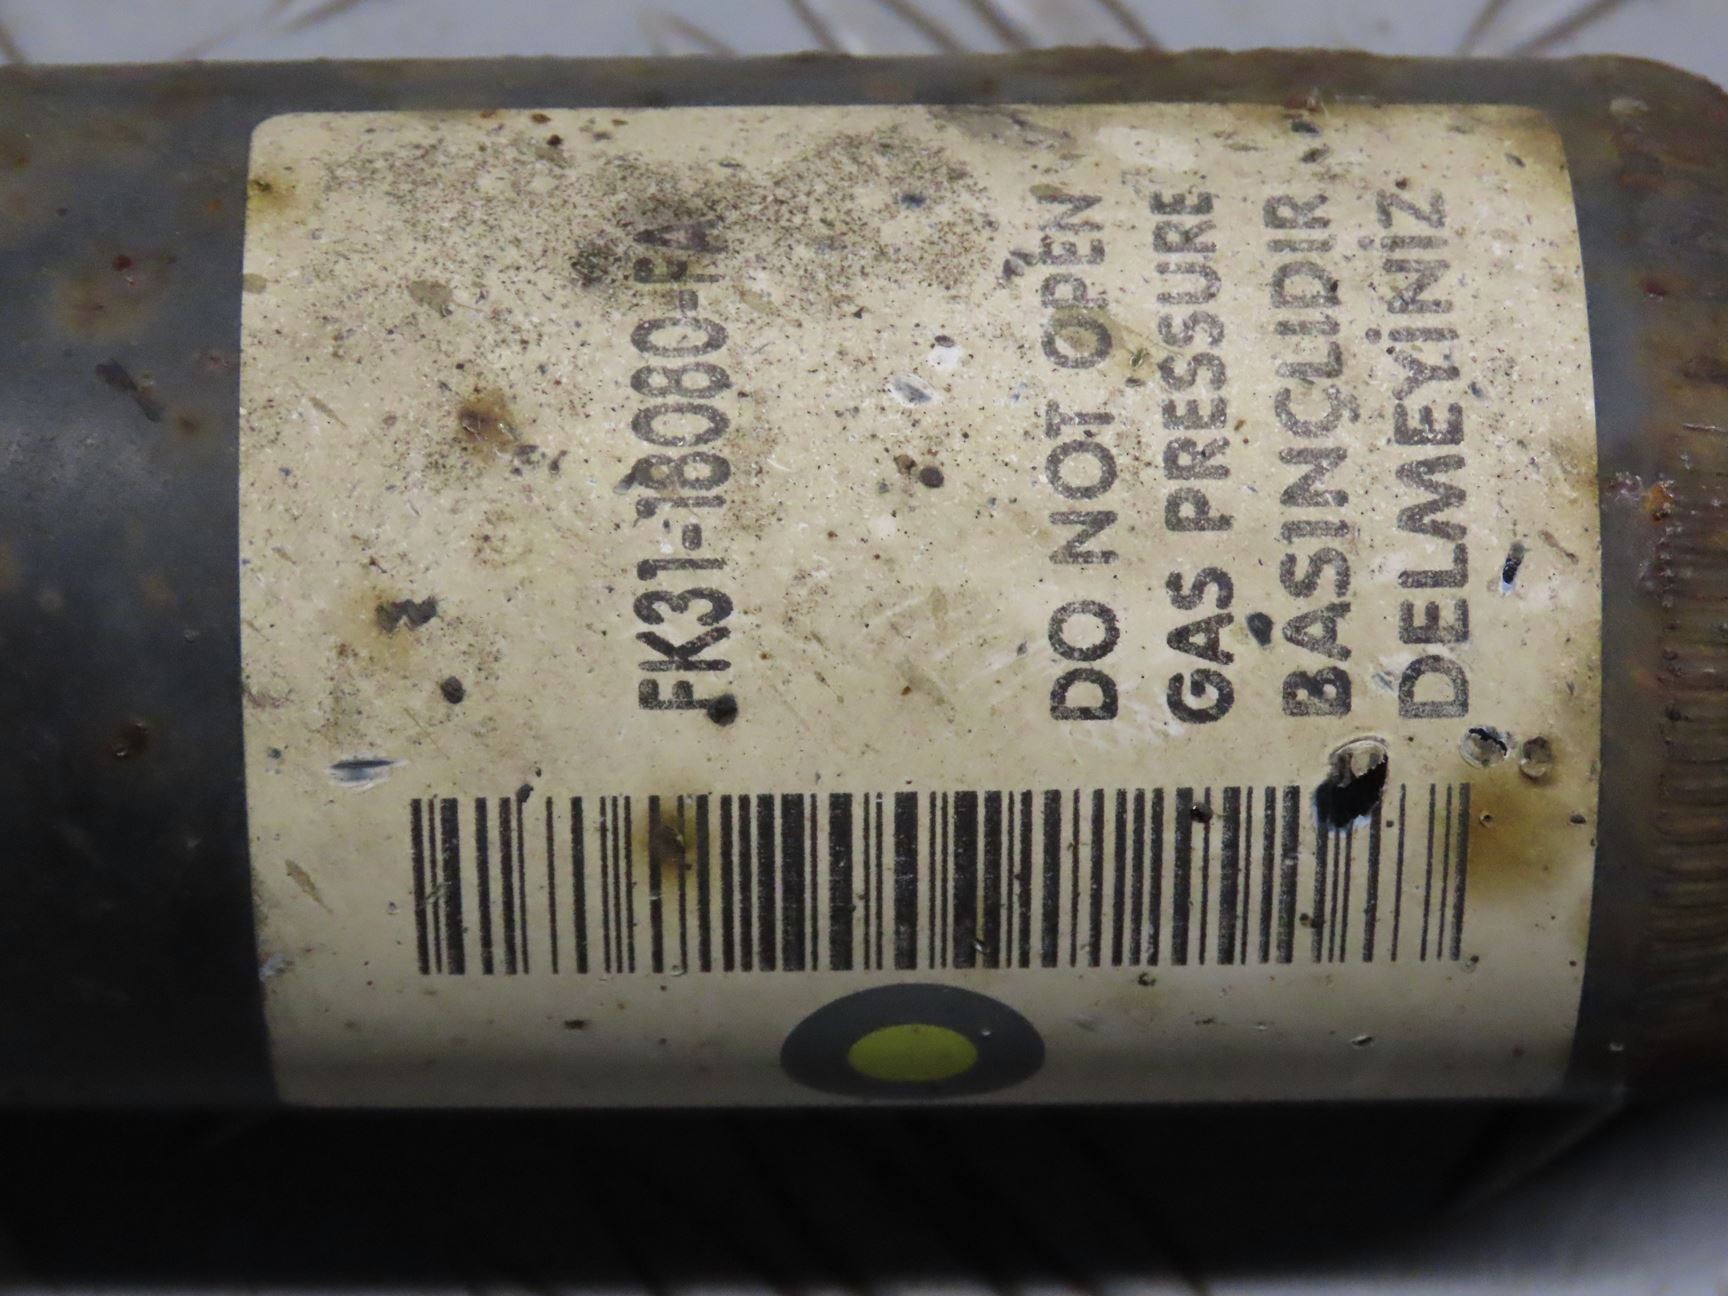 FK31-18080-FA
DO NOT OPEN
GAS PRESSURE
BASINÇLIDIR
DELMEYİNİZ